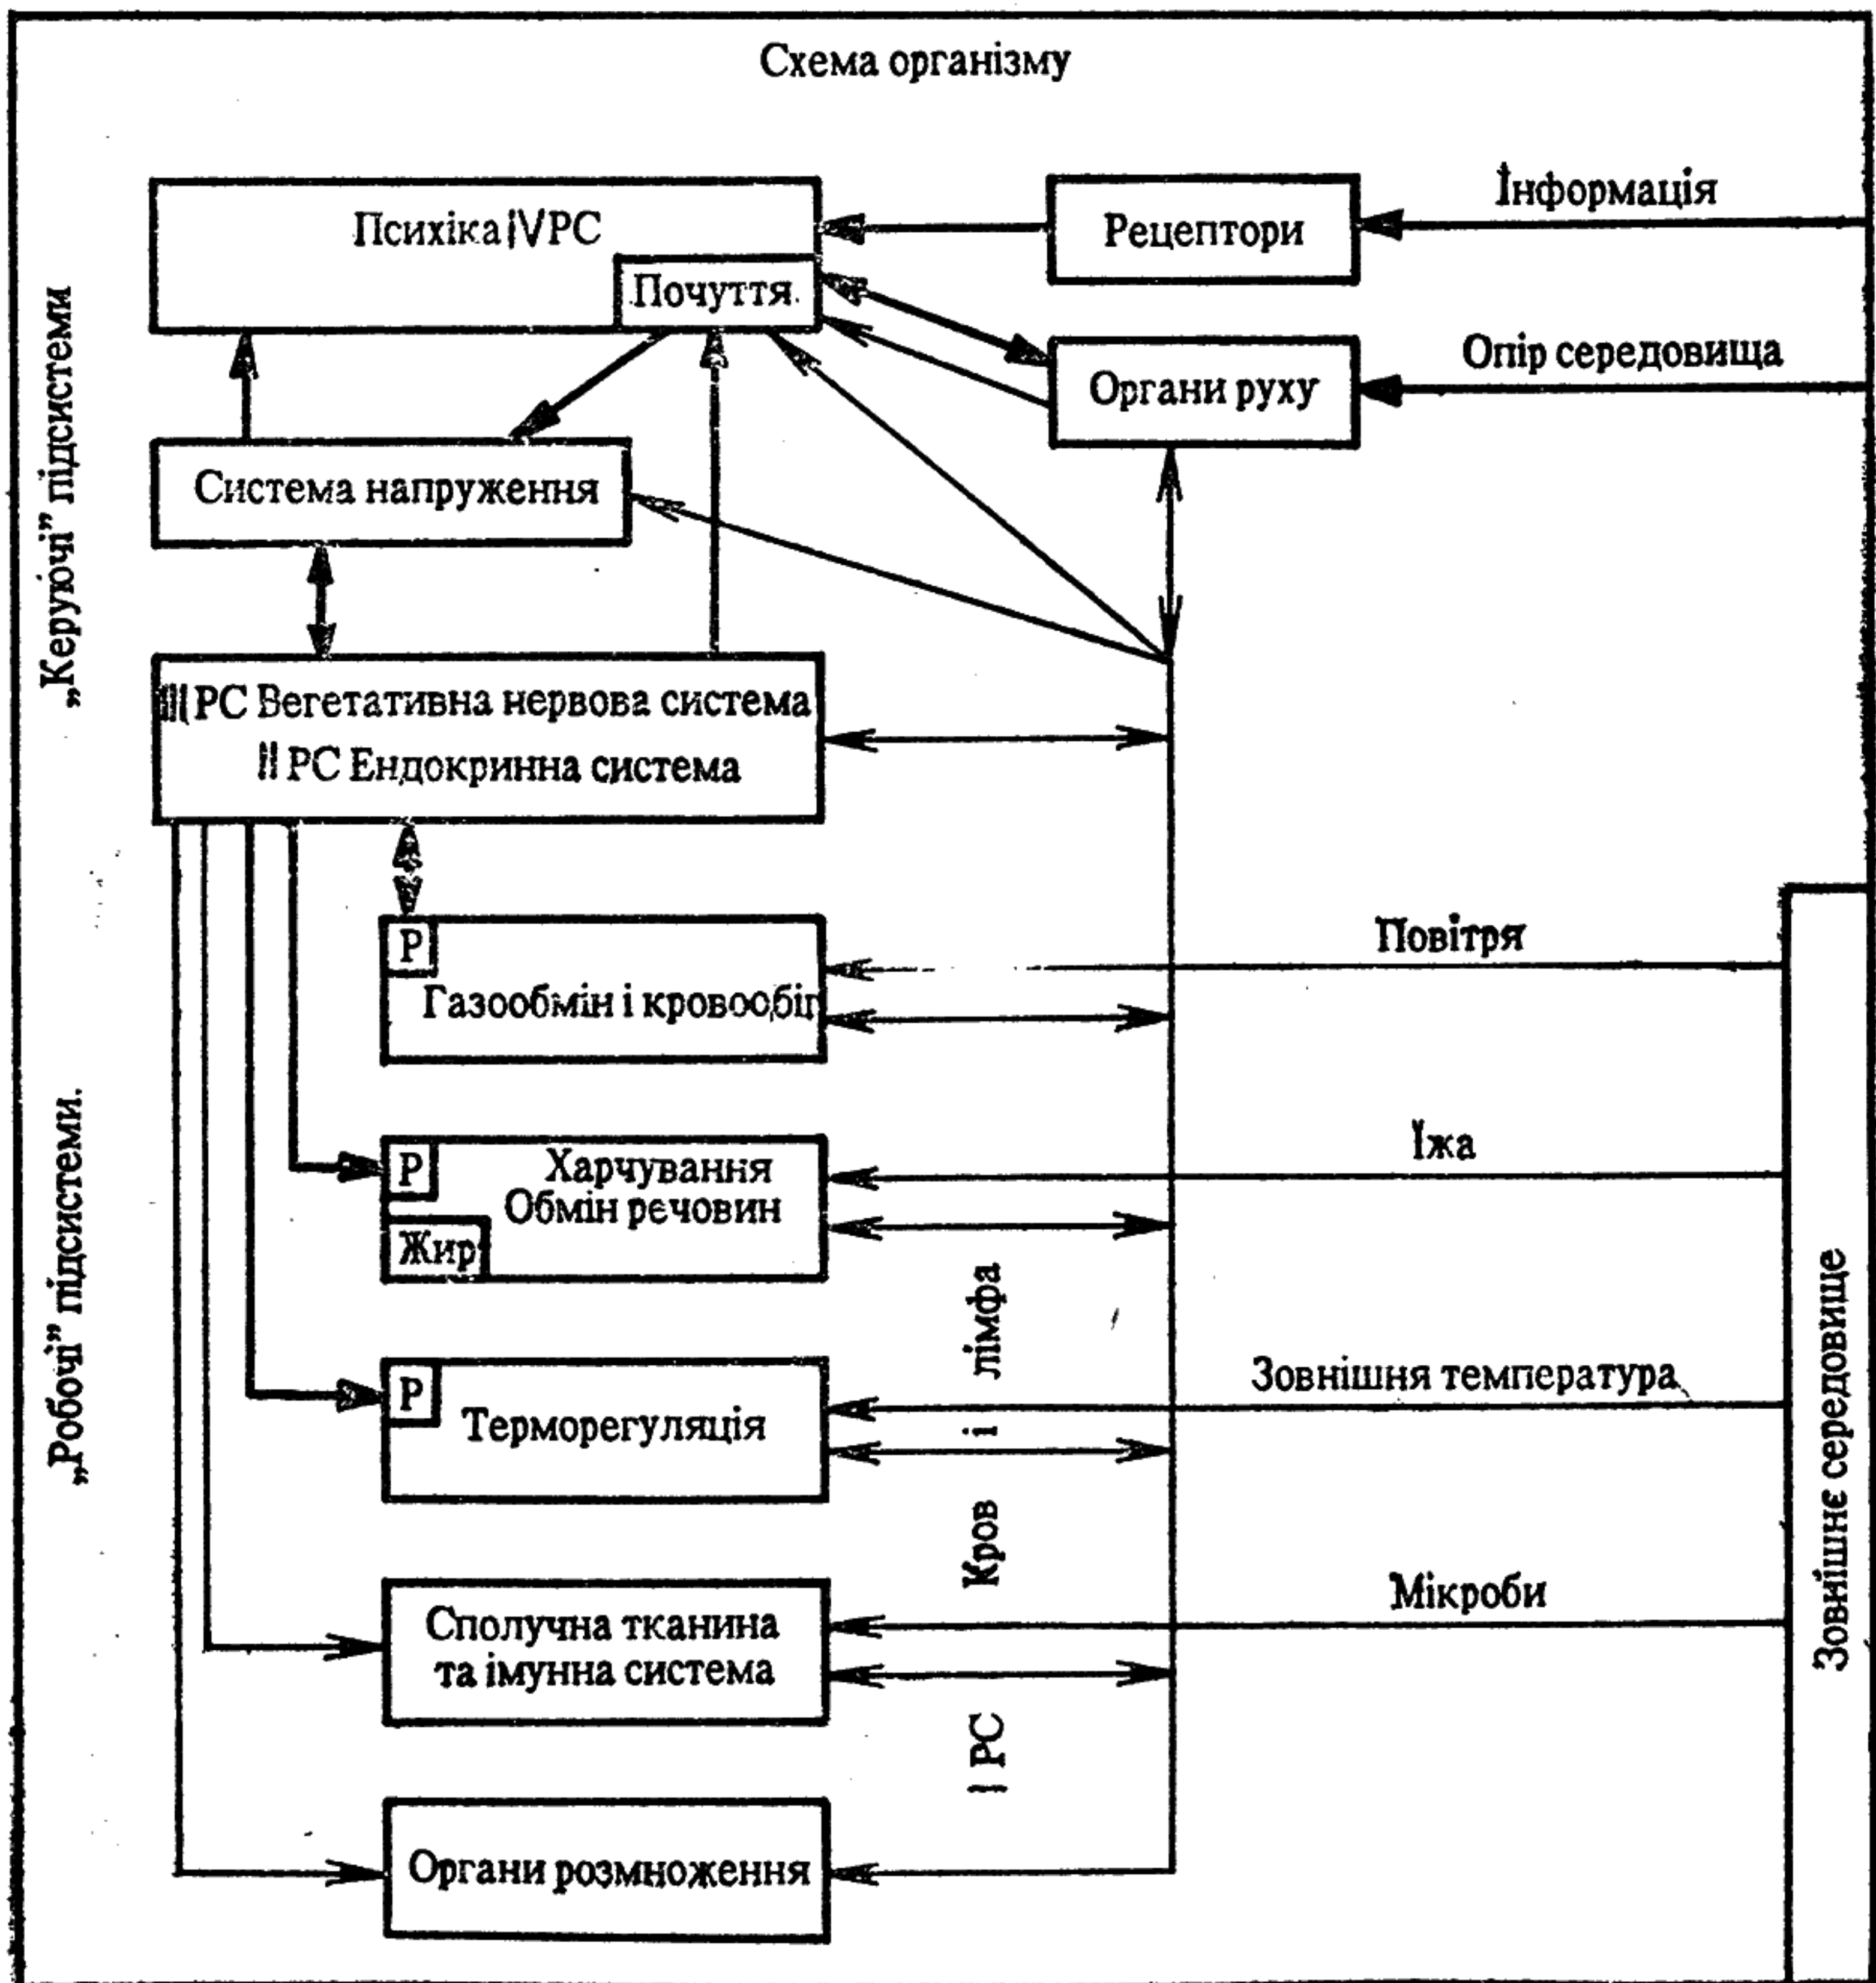 Схема організму
Психіка IVРС
Почуття
Рецептори
Інформація
Органи руху
Опір середовища
„Керуючі” підсистеми
Система напруження
III РС Вегетативна нервова система
II РС Ендокринна система
„Робочі” підсистеми.
Р
Газообмін і кровообіг
Повітря
Р
Харчування
Обмін речовин
Жир
Їжа
Р
Терморегуляція
Зовнішня температура
Сполучна тканина
та імунна система
Мікроби
Органи розмноження
I РС Кров і лімфа
Зовнішнє середовище